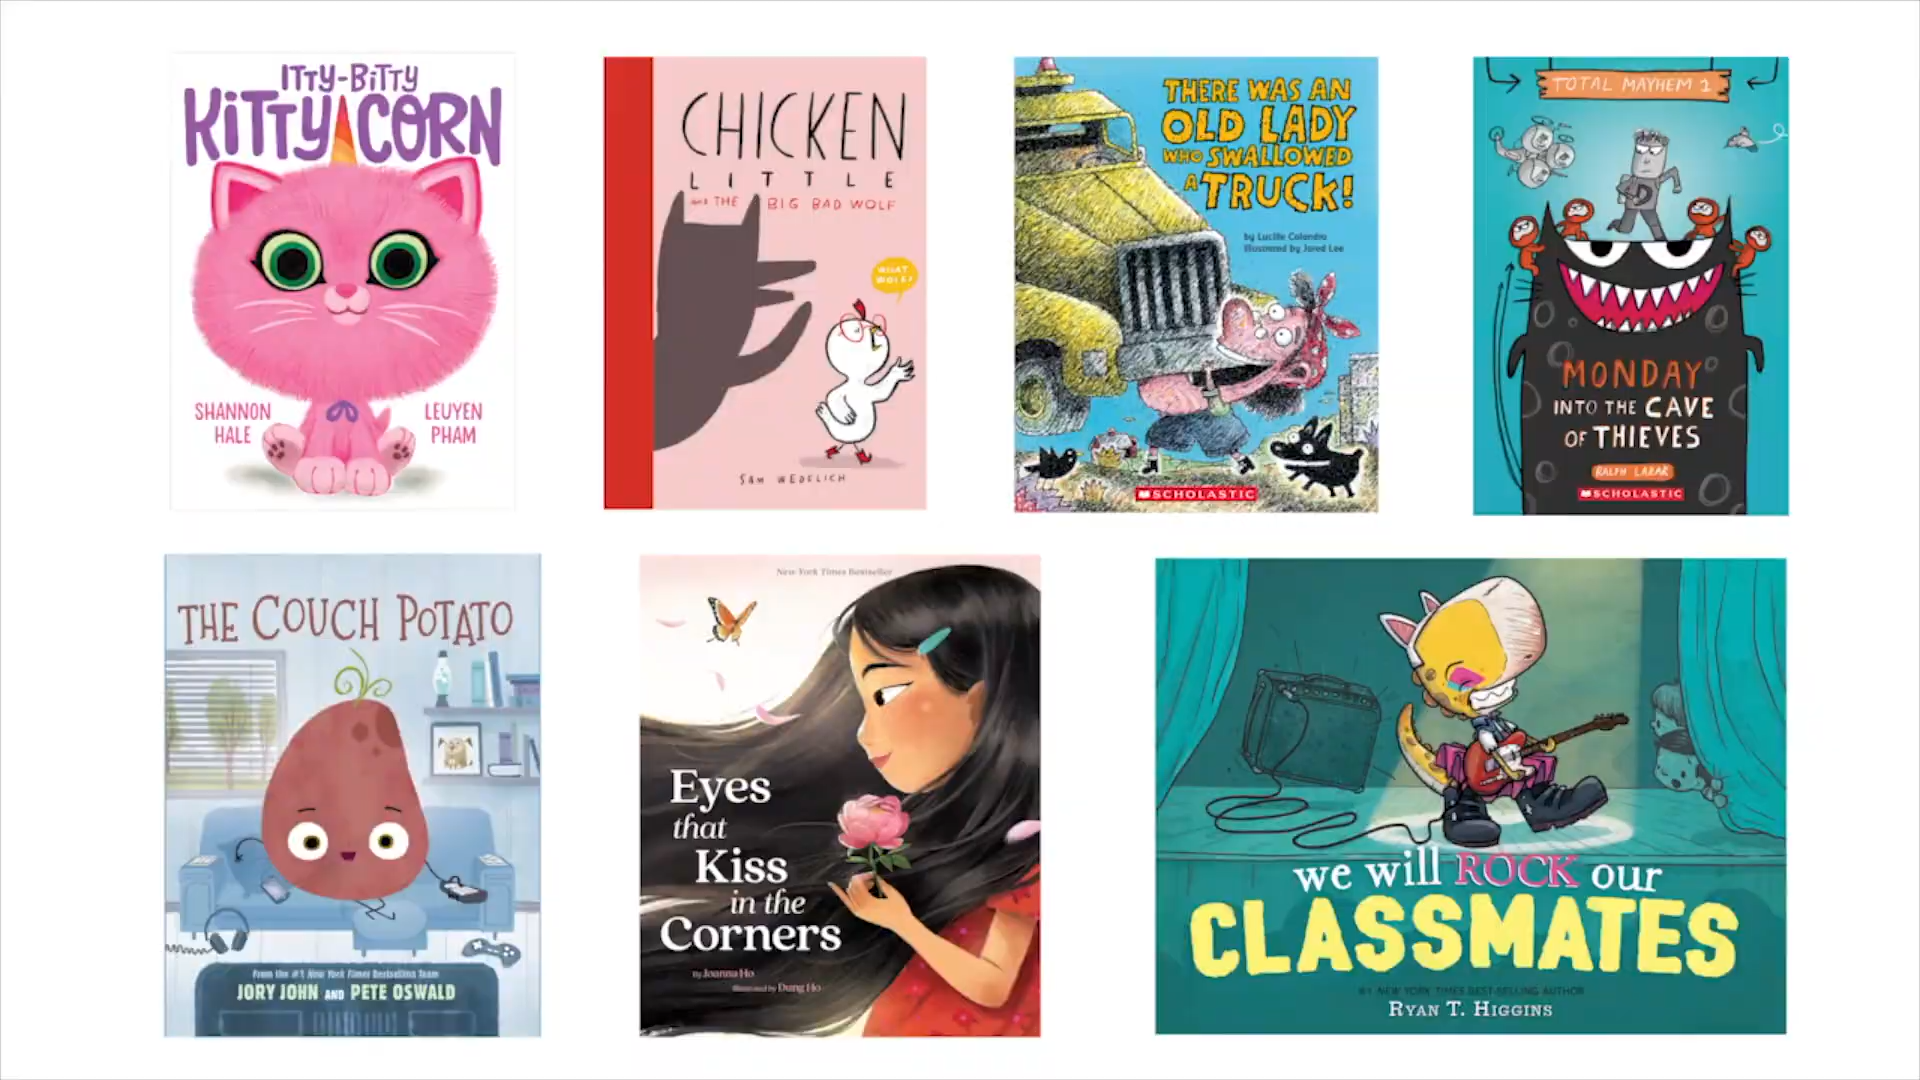 ITTY-BITTY
KITTY CORN
SHANNON
HALE
LEUYEN
PHAM
CHICKEN
LITTLE
and THE BIG BAD WOLF
WHAT
WOLF?
SAM WEDELICH
THERE WAS AN
OLD LADY
WHO SWALLOWED
A TRUCK!
by Lucille Colandro
Illustrated by Jared Lee
SCHOLASTIC
TOTAL MAYHEM 1
MONDAY
INTO THE CAVE
OF THIEVES
RALPH LAZAR
SCHOLASTIC
THE COUCH POTATO
From the #1 New York Times Bestselling Team
JORY JOHN AND PETE OSWALD
New York Times Bestseller
Eyes
that
Kiss
in the
Corners
by Joanna Ho
illustrated by Dung Ho
we will ROCK our
CLASSMATES
#1 NEW YORK TIMES BEST-SELLING AUTHOR
RYAN T. HIGGINS